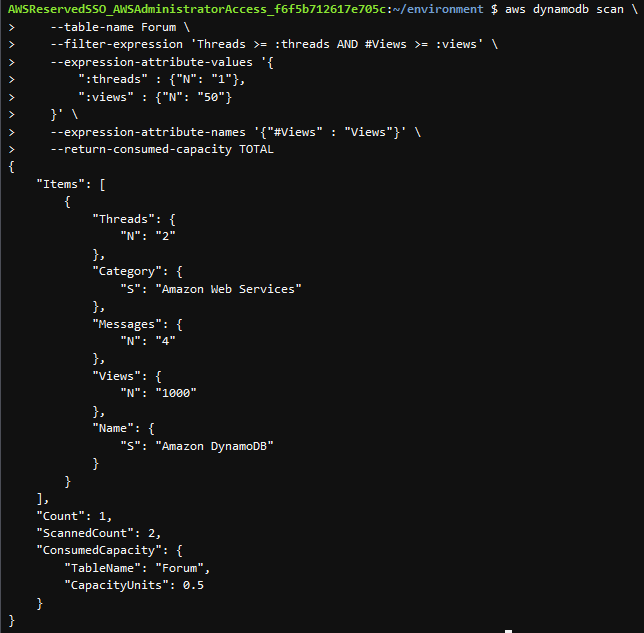 AWSReservedSSO_AWSAdministratorAccess_f6f5b712617e705c:~/environment $ aws dynamodb scan \
>     --table-name Forum \
>     --filter-expression 'Threads >= :threads AND #Views >= :views' \
>     --expression-attribute-values '{
>         ":threads" : {"N": "1"},
>         ":views" : {"N": "50"}
>     }' \
>     --expression-attribute-names '{"#Views" : "Views"}' \
>     --return-consumed-capacity TOTAL
{
    "Items": [
        {
            "Threads": {
                "N": "2"
            },
            "Category": {
                "S": "Amazon Web Services"
            },
            "Messages": {
                "N": "4"
            },
            "Views": {
                "N": "1000"
            },
            "Name": {
                "S": "Amazon DynamoDB"
            }
        }
    ],
    "Count": 1,
    "ScannedCount": 2,
    "ConsumedCapacity": {
        "TableName": "Forum",
        "CapacityUnits": 0.5
    }
}